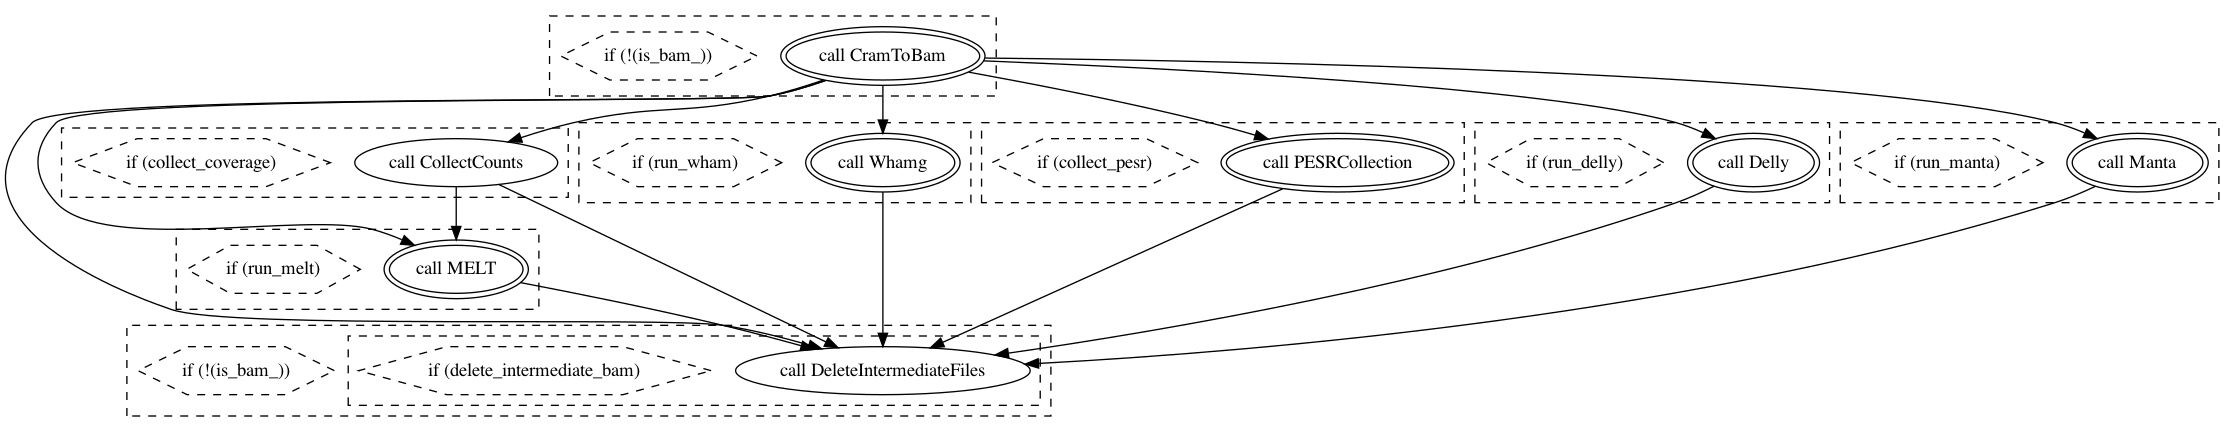 if (!(is_bam_))
call CramToBam
if (collect_coverage)
call CollectCounts
if (run_wham)
call Whamg
if (collect_pesr)
call PESRCollection
if (run_delly)
call Delly
if (run_manta)
call Manta
if (run_melt)
call MELT
if (!(is_bam_))
if (delete_intermediate_bam)
call DeleteIntermediateFiles